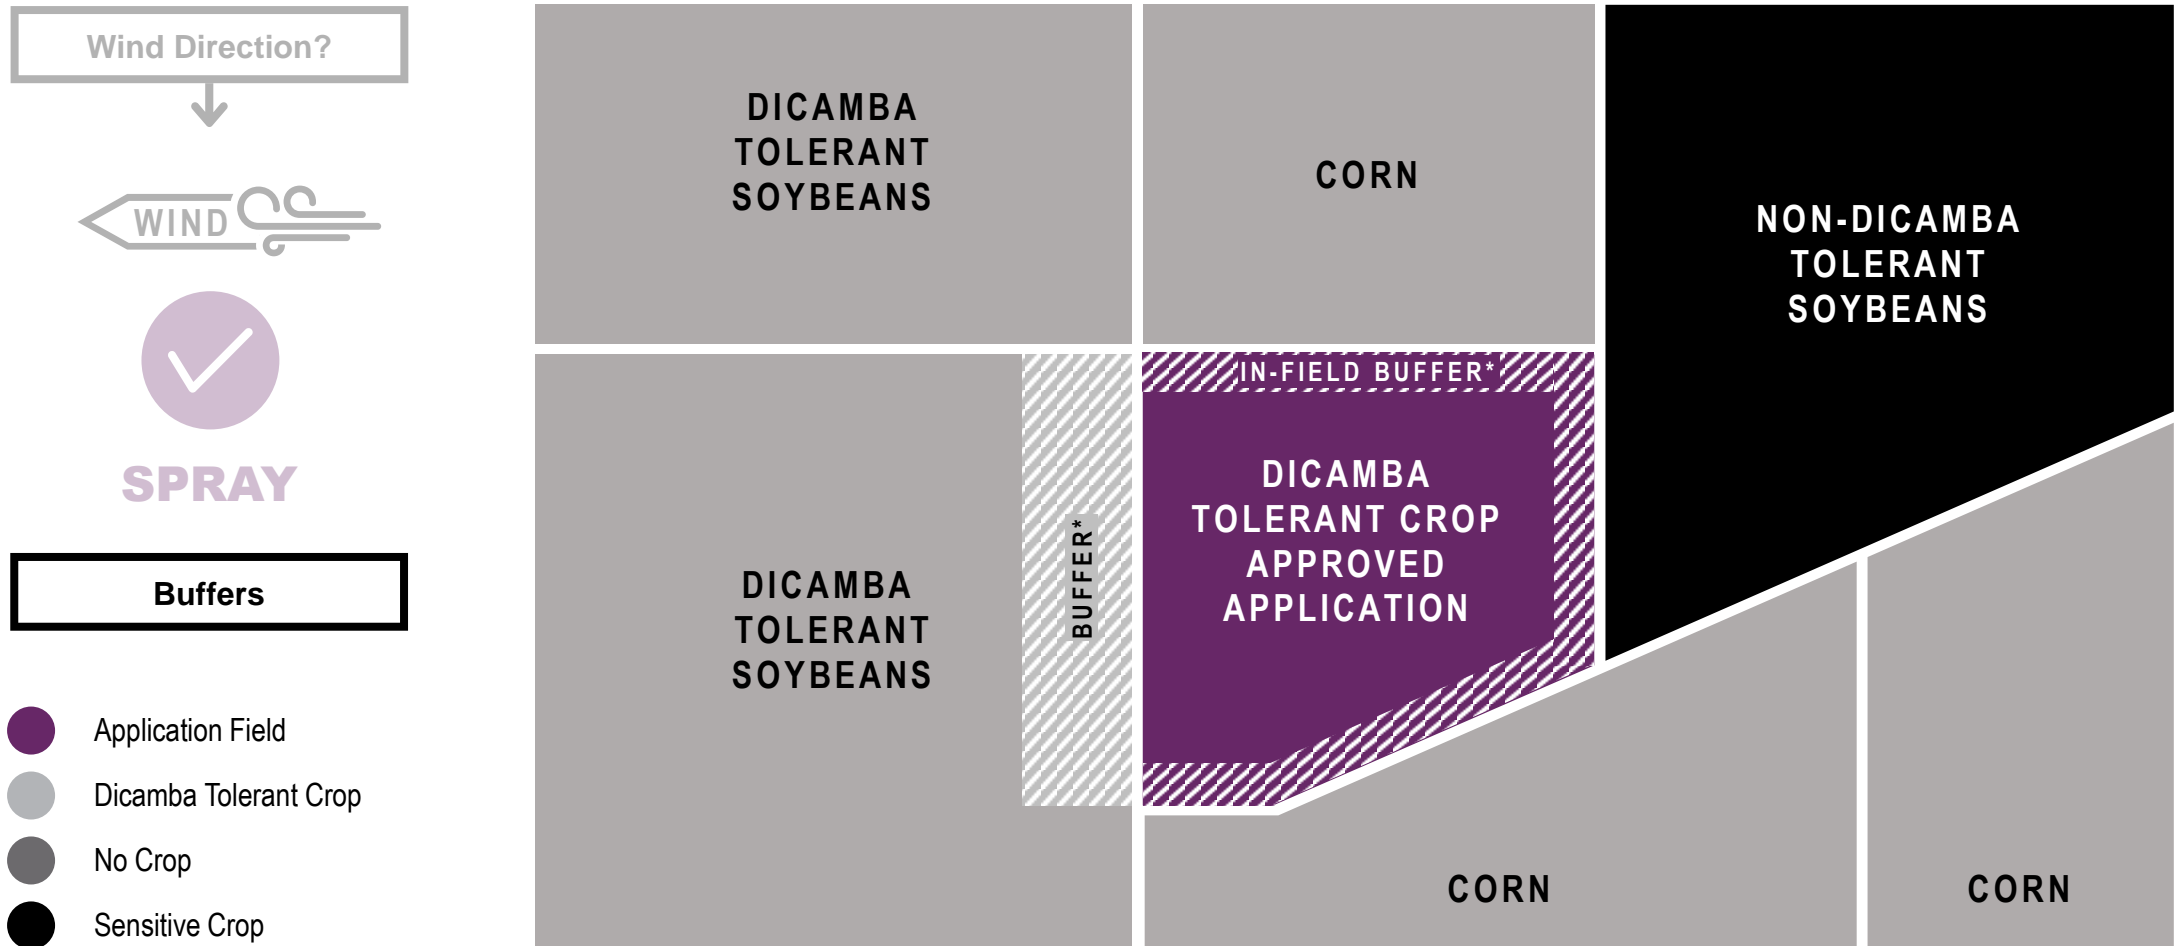 Wind Direction?
WIND
SPRAY
Buffers
Application Field
Dicamba Tolerant Crop
No Crop
Sensitive Crop
DICAMBA
TOLERANT
SOYBEANS
CORN
NON-DICAMBA
TOLERANT
SOYBEANS
IN-FIELD BUFFER*
DICAMBA
TOLERANT CROP
APPROVED
APPLICATION
BUFFER*
DICAMBA
TOLERANT
SOYBEANS
CORN
CORN